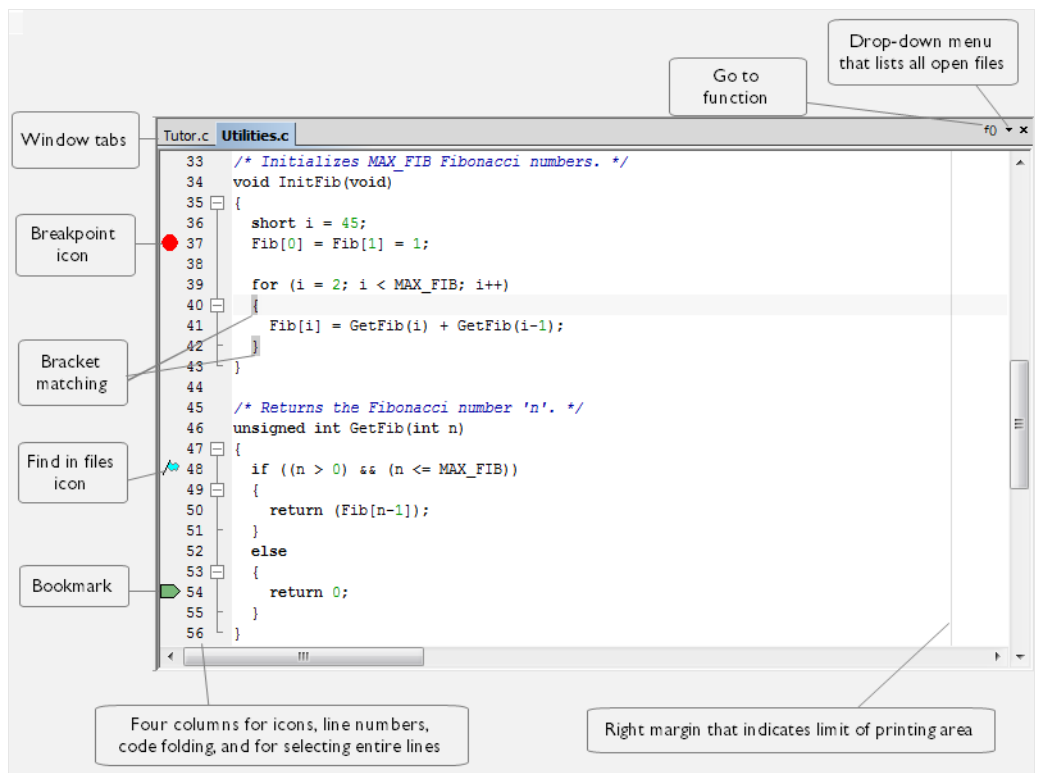 Drop-down menu
that lists all open files
Go to
function
Window tabs
Tutor.c Utilities.c
f()
33 /* Initializes MAX_FIB Fibonacci numbers. */
34 void InitFib(void)
35 {
36 short i = 45;
Breakpoint
icon
37 Fib[0] = Fib[1] = 1;
38
39 for (i = 2; i < MAX_FIB; i++)
40 {
41 Fib[i] = GetFib(i) + GetFib(i-1);
42 }
Bracket
matching
43 }
44
45 /* Returns the Fibonacci number 'n'. */
46 unsigned int GetFib(int n)
47 {
Find in files
icon
48 if ((n > 0) && (n <= MAX_FIB))
49 {
50 return (Fib[n-1]);
51 }
52 else
53 {
Bookmark
54 return 0;
55 }
56 }
Four columns for icons, line numbers,
code folding, and for selecting entire lines
Right margin that indicates limit of printing area